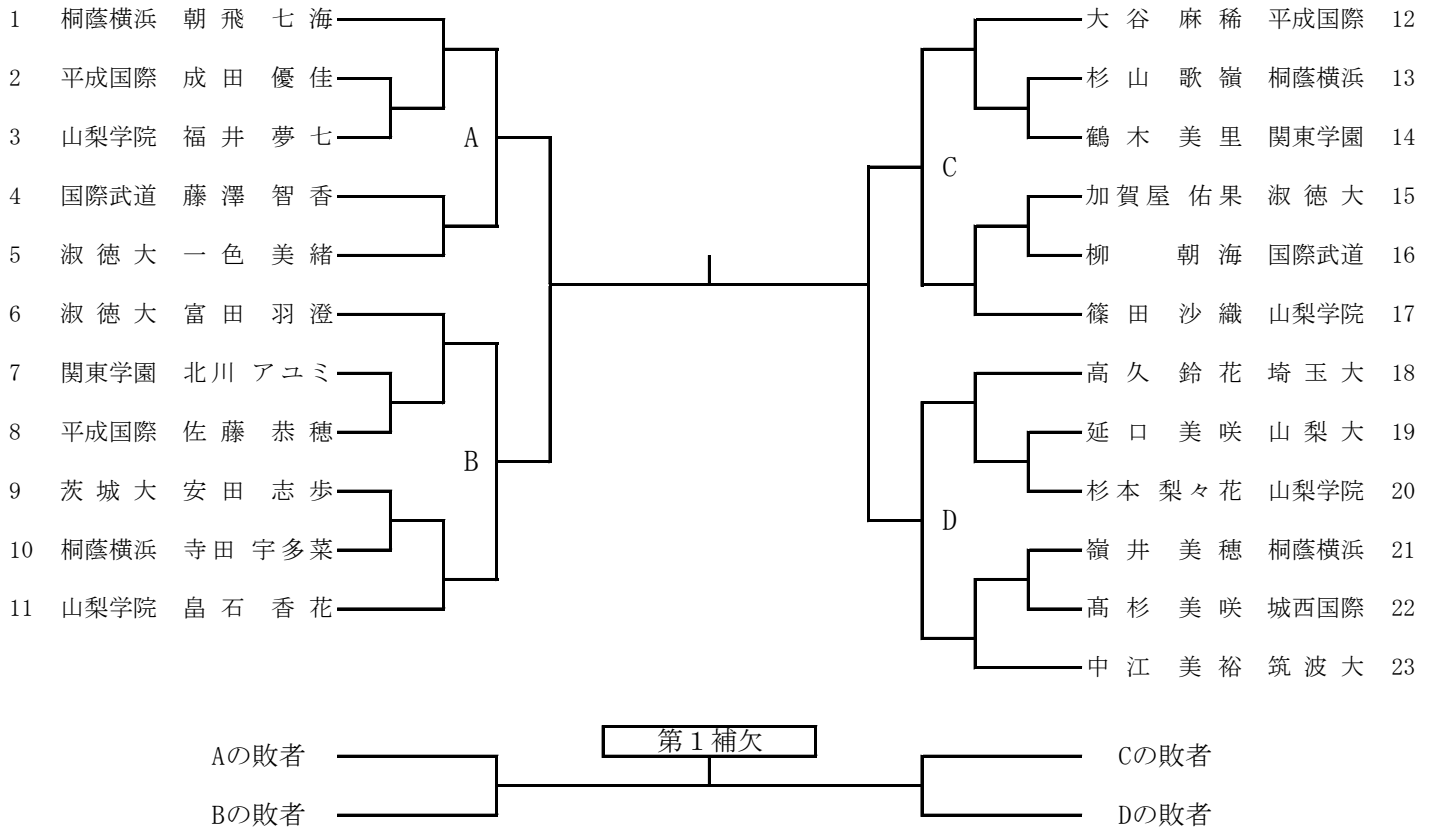 1 桐蔭横浜 朝飛 七海
2 平成国際 成田 優佳
3 山梨学院 福井 夢七
A
4 国際武道 藤澤 智香
5 淑徳大 一色 美緒
6 淑徳大 富田 羽澄
7 関東学園 北川 アユミ
8 平成国際 佐藤 恭穂
B
9 茨城大 安田 志歩
10 桐蔭横浜 寺田 宇多菜
11 山梨学院 畠石 香花
大谷 麻稀 平成国際 12
杉山 歌嶺 桐蔭横浜 13
鶴木 美里 関東学園 14
C
加賀屋 佑果 淑徳大 15
柳 朝海 国際武道 16
篠田 沙織 山梨学院 17
高久 鈴花 埼玉大 18
延口 美咲 山梨大 19
杉本 梨々花 山梨学院 20
D
嶺井 美穂 桐蔭横浜 21
髙杉 美咲 城西国際 22
中江 美裕 筑波大 23
第１補欠
Aの敗者
Bの敗者
Cの敗者
Dの敗者